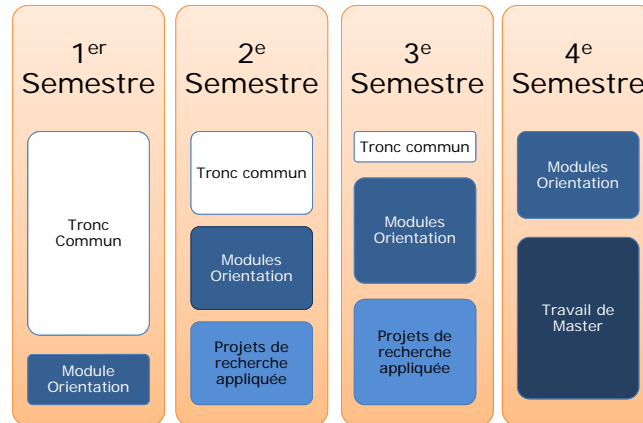 1er
Semestre
Tronc
Commun
Module
Orientation
2e
Semestre
Tronc commun
Modules
Orientation
Projets de
recherche
appliquée
3e
Semestre
Tronc commun
Modules
Orientation
Projets de
recherche
appliquée
4e
Semestre
Modules
Orientation
Travail de
Master